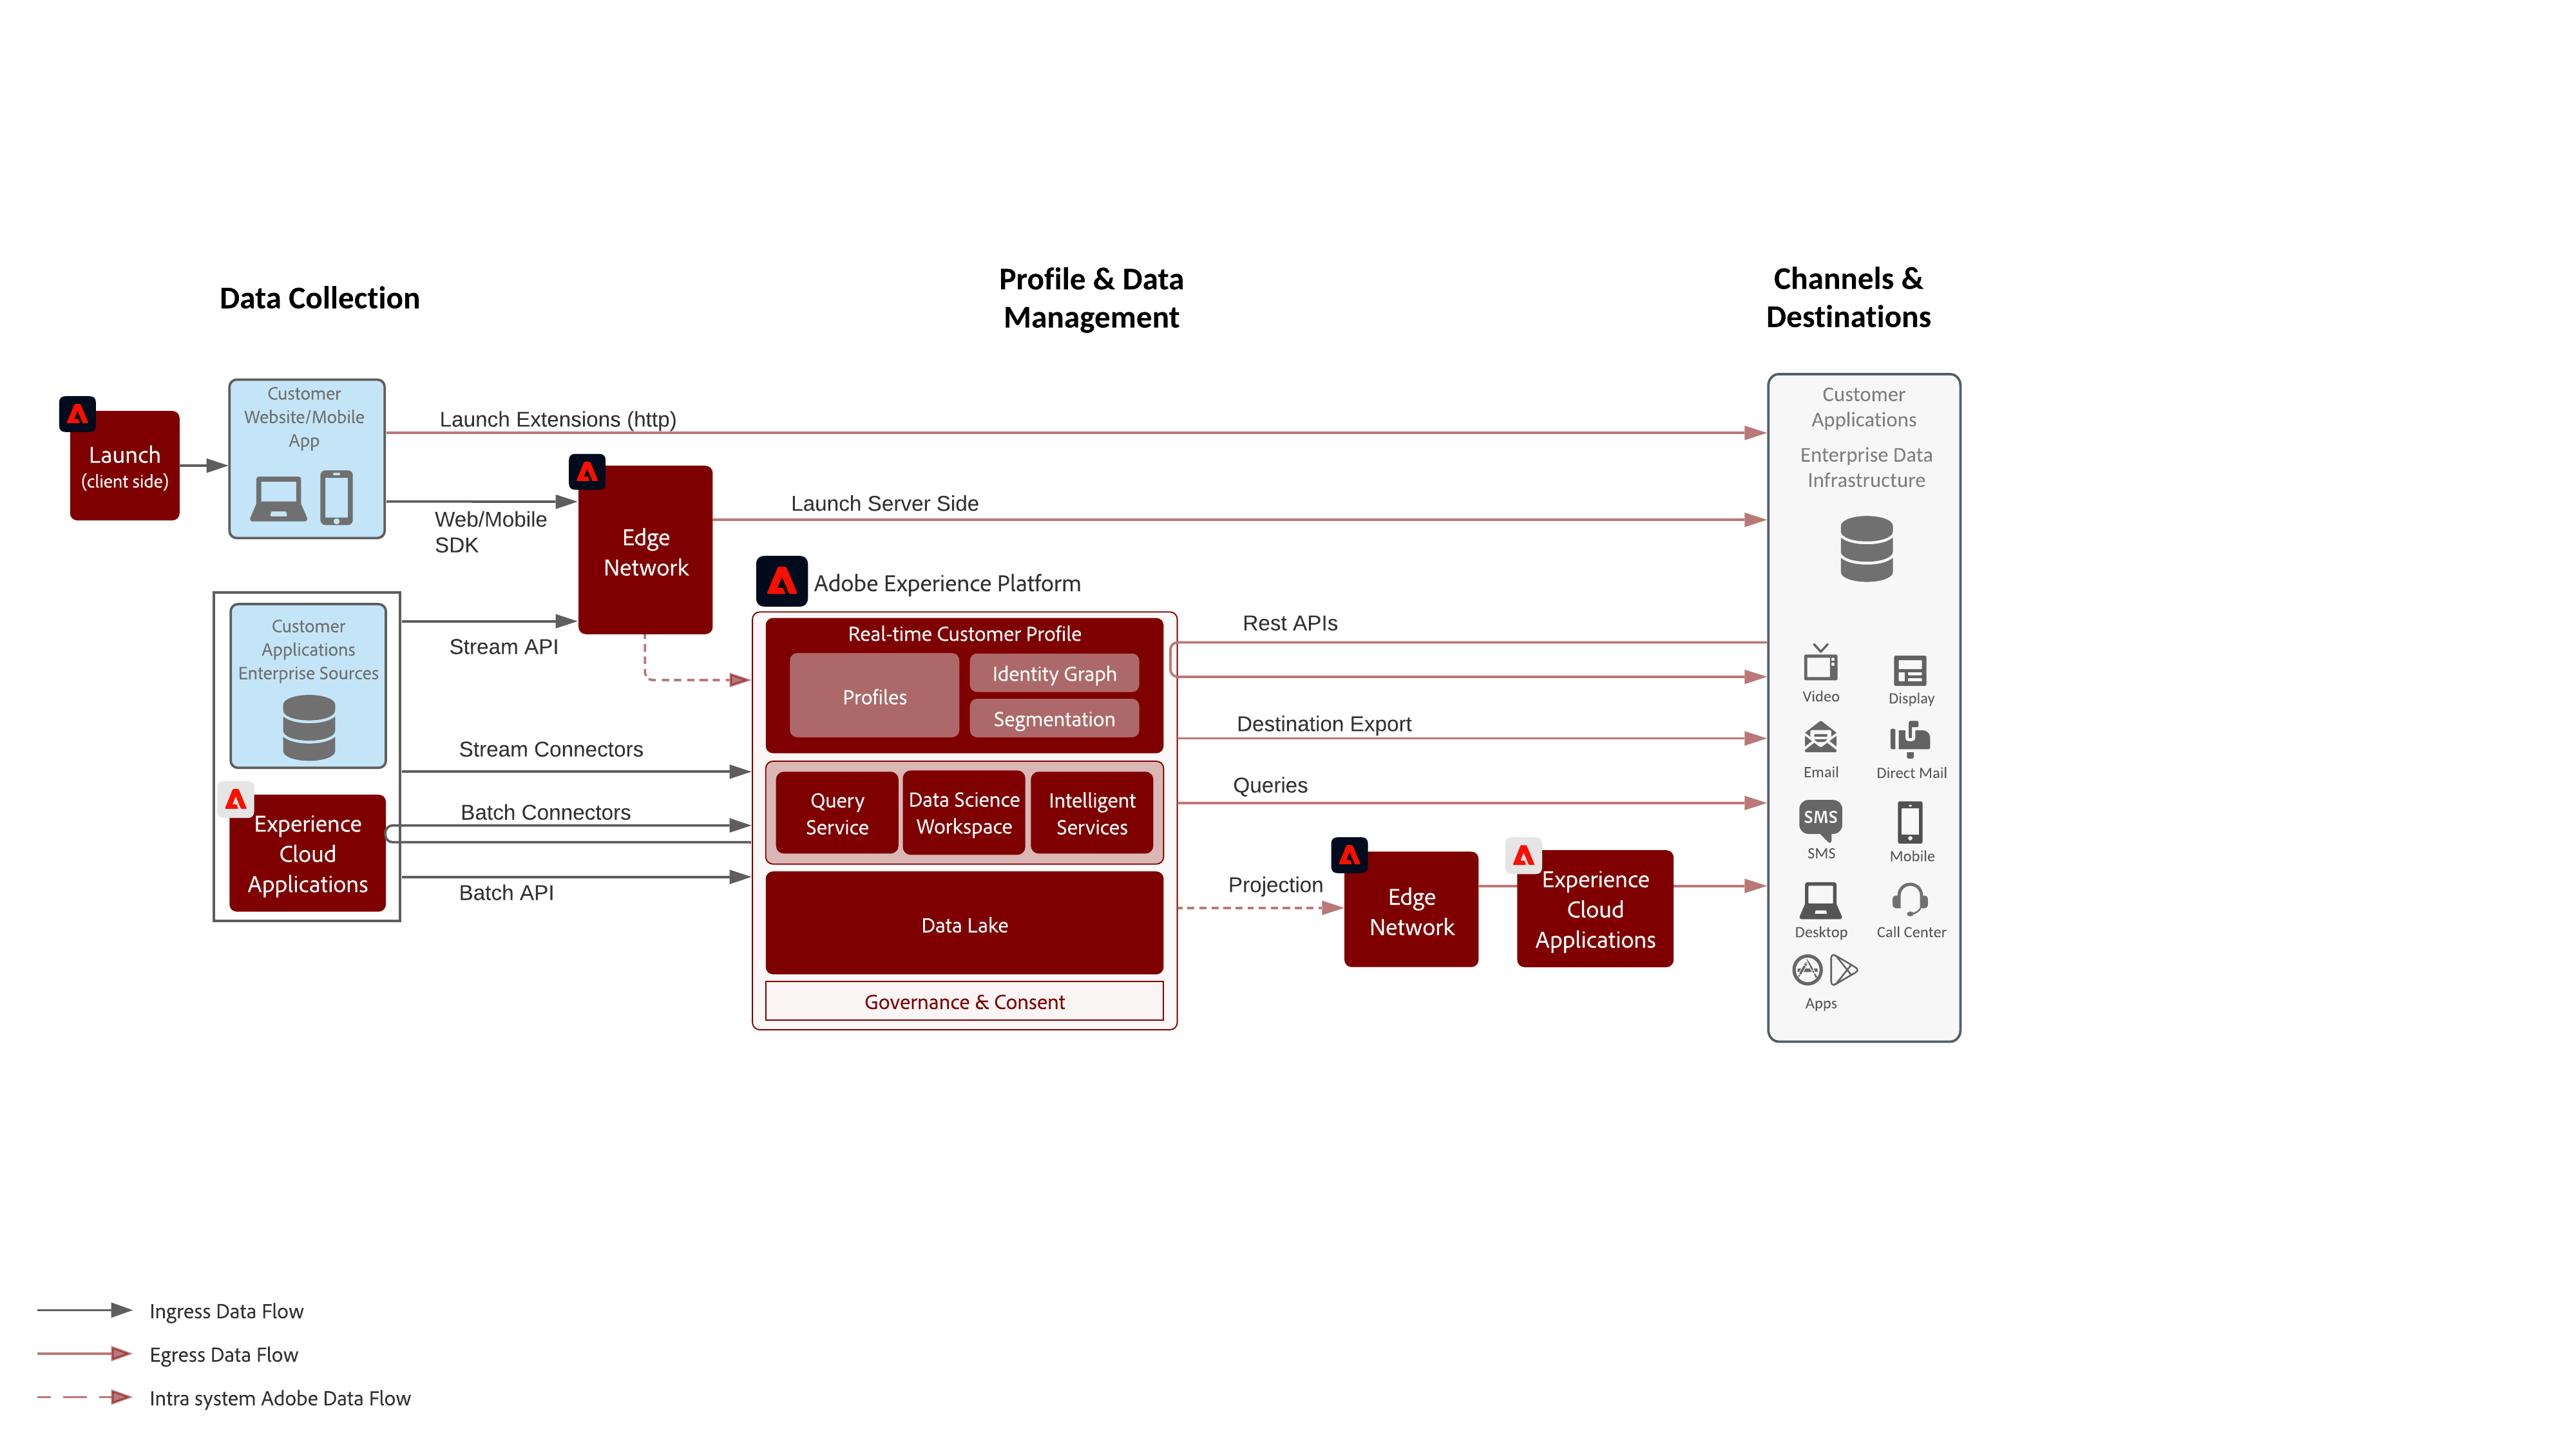 Data Collection
Profile & Data
Management
Channels &
Destinations
Launch
(client side)
Customer
Website/Mobile
App
Launch Extensions (http)
Web/Mobile
SDK
Edge
Network
Launch Server Side
Customer
Applications
Enterprise Sources
Stream API
Stream Connectors
Experience
Cloud
Applications
Batch Connectors
Batch API
Adobe Experience Platform
Real-time Customer Profile
Profiles
Identity Graph
Segmentation
Query
Service
Data Science
Workspace
Intelligent
Services
Data Lake
Governance & Consent
Rest APIs
Destination Export
Queries
Projection
Edge
Network
Experience
Cloud
Applications
Customer
Applications
Enterprise Data
Infrastructure
Video
Display
Email
Direct Mail
SMS
SMS
Mobile
Desktop
Call Center
Apps
Ingress Data Flow
Egress Data Flow
Intra system Adobe Data Flow